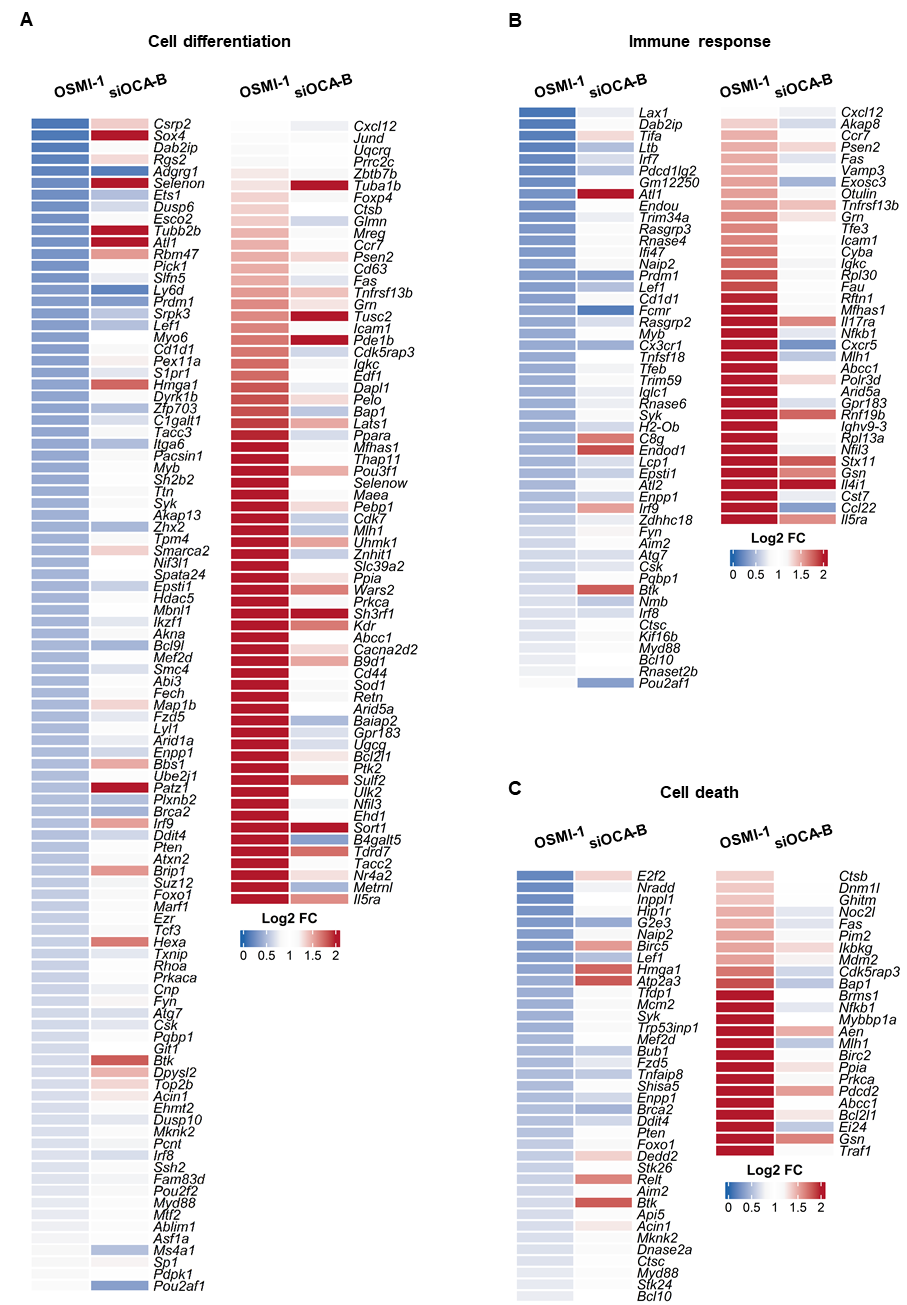 A
Cell differentiation
OSMI-1 siOCA-B
Csrp2
Sox4
Dab2ip
Rgs2
Adgrg1
Selenon
Ets1
Dusp6
Esco2
Tubb2b
Atl1
Rbm47
Pick1
Slfn5
Ly6d
Prdm1
Srpk3
Lef1
Myo6
Cd1d1
Pex11a
S1pr1
Hmga1
Dyrk1b
Zfp703
C1galt1
Tacc3
Itga6
Pacsin1
Myb
Sh2b2
Ttn
Syk
Akap13
Zhx2
Tpm4
Smarca2
Nif3l1
Spata24
Epsti1
Hdac5
Mbnl1
Ikzf1
Akna
Bcl9l
Mef2d
Smc4
Abi3
Fech
Map1b
Fzd5
Lyl1
Arid1a
Enpp1
Bbs1
Ube2j1
Patz1
Plxnb2
Brca2
Irf9
Ddit4
Pten
Atxn2
Brip1
Suz12
Foxo1
Marf1
Ezr
Tcf3
Hexa
Txnip
Rhoa
Prkaca
Cnp
Fyn
Atg7
Csk
Pqbp1
Git1
Btk
Dpysl2
Top2b
Acin1
Ehmt2
Dusp10
Mknk2
Pcnt
Irf8
Ssh2
Fam83d
Pou2f2
Myd88
Mtf2
Ablim1
Asf1a
Ms4a1
Sp1
Pdpk1
Pou2af1
OSMI-1 siOCA-B
Cxcl12
Jund
Uqcrq
Prrc2c
Zbtb7b
Tuba1b
Foxp4
Ctsb
Glmn
Mreg
Ccr7
Psen2
Cd63
Fas
Tnfrsf13b
Grn
Tusc2
Icam1
Pde1b
Cdk5rap3
Igkc
Edf1
Dapl1
Pelo
Bap1
Lats1
Ppara
Mfhas1
Thap11
Pou3f1
Selenow
Maea
Pebp1
Cdk7
Mlh1
Uhmk1
Znhit1
Slc39a2
Ppia
Wars2
Prkca
Sh3rf1
Kdr
Abcc1
Cacna2d2
B9d1
Cd44
Sod1
Retn
Arid5a
Baiap2
Gpr183
Ugcg
Bcl2l1
Ptk2
Sulf2
Ulk2
Nfil3
Ehd1
Sort1
B4galt5
Tdrd7
Tacc2
Nr4a2
Metrnl
Il5ra
Log2 FC
0 0.5 1 1.5 2
B
Immune response
OSMI-1 siOCA-B
Lax1
Dab2ip
Tifa
Ltb
Irf7
Pdcd1lg2
Gm12250
Atl1
Endou
Trim34a
Rasgrp3
Rnase4
Ifi47
Naip2
Prdm1
Lef1
Cd1d1
Fcmr
Rasgrp2
Myb
Cx3cr1
Tnfsf18
Tfeb
Trim59
Iglc1
Rnase6
Syk
H2-Ob
C8g
Endod1
Lcp1
Epsti1
Atl2
Enpp1
Irf9
Zdhhc18
Fyn
Aim2
Atg7
Csk
Pqbp1
Btk
Nmb
Irf8
Ctsc
Kif16b
Myd88
Bcl10
Rnaset2b
Pou2af1
OSMI-1 siOCA-B
Cxcl12
Akap8
Ccr7
Psen2
Fas
Vamp3
Exosc3
Otulin
Tnfrsf13b
Grn
Tfe3
Icam1
Cyba
Igkc
Rpl30
Fau
Rftn1
Mfhas1
Il17ra
Nfkb1
Cxcr5
Mlh1
Abcc1
Polr3d
Arid5a
Gpr183
Rnf19b
Ighv9-3
Rpl13a
Nfil3
Stx11
Gsn
Il4i1
Cst7
Ccl22
Il5ra
Log2 FC
0 0.5 1 1.5 2
C
Cell death
OSMI-1 siOCA-B
E2f2
Nradd
Inppl1
Hip1r
G2e3
Naip2
Birc5
Lef1
Hmga1
Atp2a3
Tfdp1
Mcm2
Syk
Trp53inp1
Mef2d
Bub1
Fzd5
Tnfaip8
Shisa5
Enpp1
Brca2
Ddit4
Pten
Foxo1
Dedd2
Stk26
Relt
Aim2
Btk
Api5
Acin1
Mknk2
Dnase2a
Ctsc
Myd88
Stk24
Bcl10
OSMI-1 siOCA-B
Ctsb
Dnm1l
Ghitm
Noc2l
Fas
Pim2
Ikbkg
Mdm2
Cdk5rap3
Bap1
Brms1
Nfkb1
Mybbp1a
Aen
Mlh1
Birc2
Ppia
Prkca
Pdcd2
Abcc1
Bcl2l1
Ei24
Gsn
Traf1
Log2 FC
0 0.5 1 1.5 2